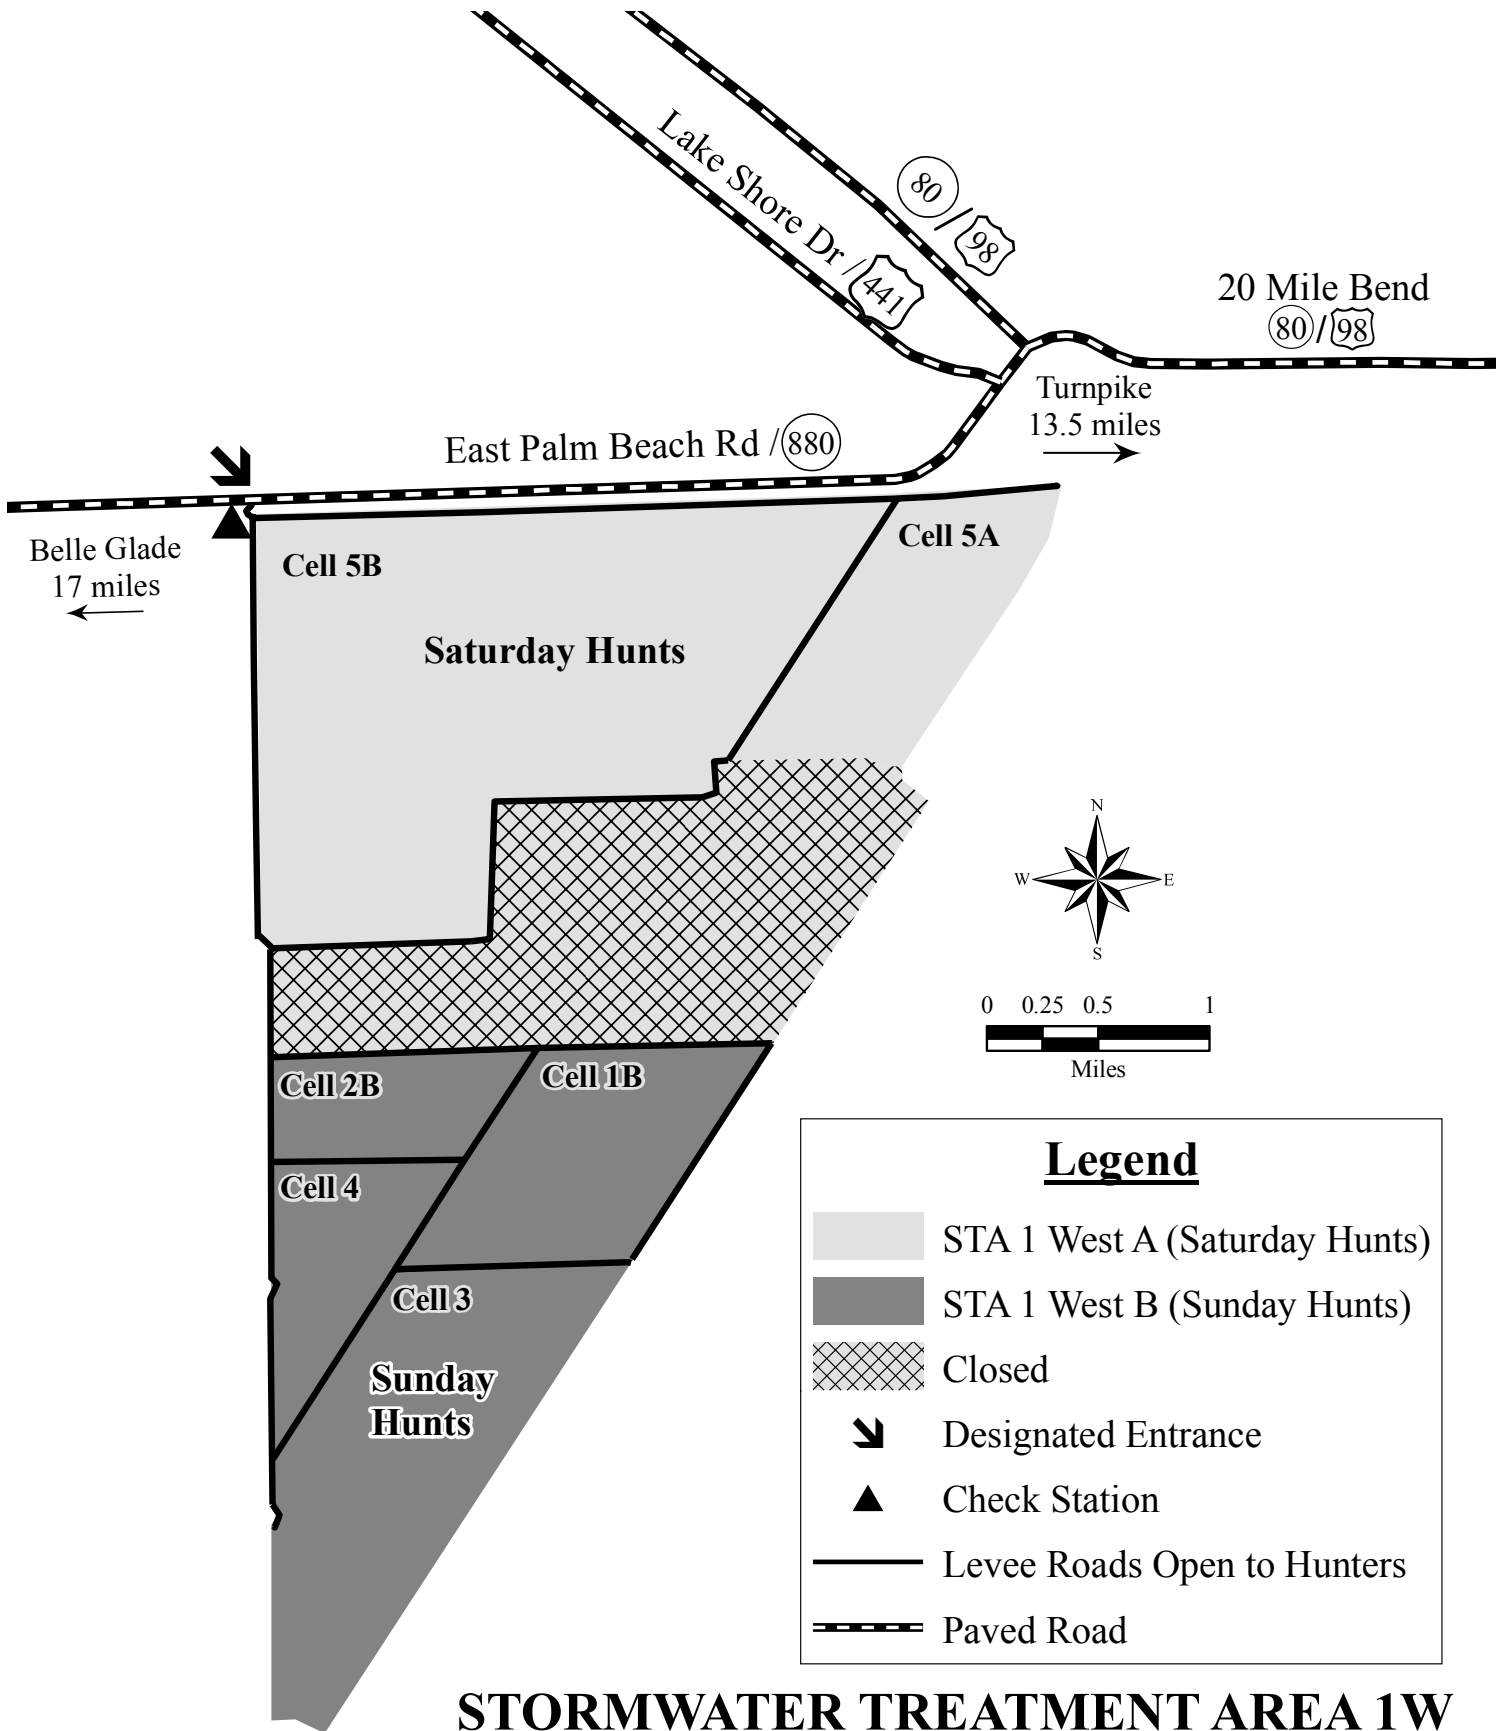 80/98
Lake Shore Dr /441
20 Mile Bend
80/98
Turnpike
13.5 miles
East Palm Beach Rd /880
Belle Glade
17 miles
Cell 5B
Cell 5A
Saturday Hunts
N
W E
S
0 0.25 0.5 1
Miles
Cell 2B
Cell 1B
Cell 4
Cell 3
Sunday
Hunts
Legend
STA 1 West A (Saturday Hunts)
STA 1 West B (Sunday Hunts)
Closed
Designated Entrance
Check Station
Levee Roads Open to Hunters
Paved Road
STORMWATER TREATMENT AREA 1W